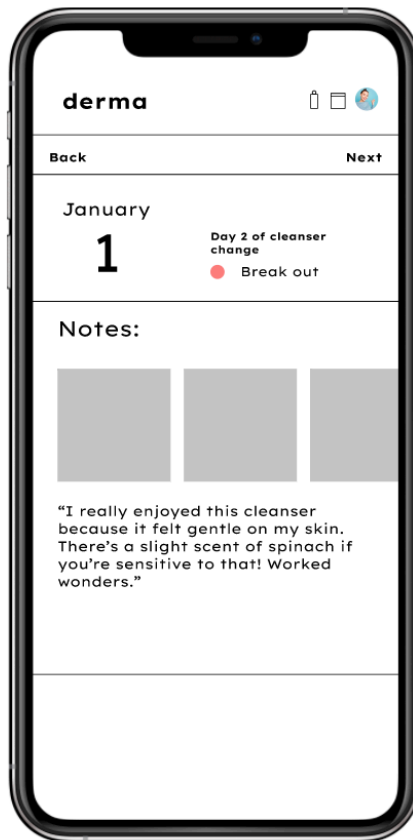 derma
Back
Next
January
1
Day 2 of cleanser
change
Break out
Notes:
“I really enjoyed this cleanser
because it felt gentle on my skin.
There’s a slight scent of spinach if
you’re sensitive to that! Worked
wonders.”